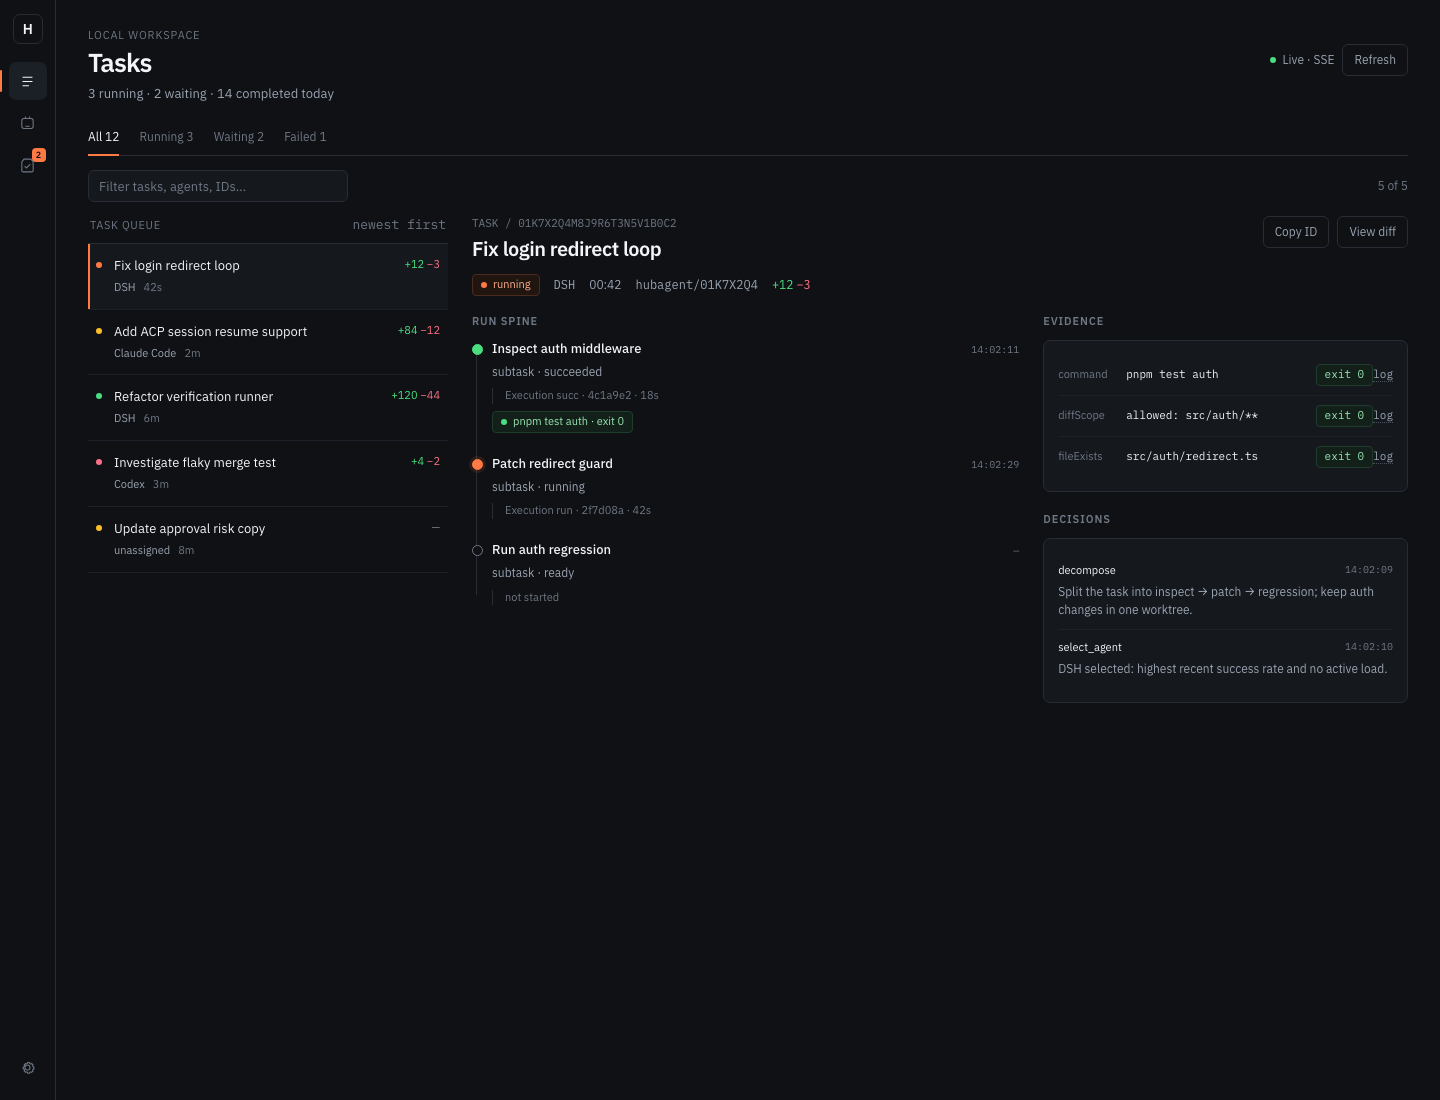 H
LOCAL WORKSPACE
Tasks
3 running · 2 waiting · 14 completed today
Live · SSE
Refresh
2
All 12
Running 3
Waiting 2
Failed 1
Filter tasks, agents, IDs...
5 of 5
TASK QUEUE
newest first
Fix login redirect loop
+12 −3
DSH 42s
Add ACP session resume support
+84 −12
Claude Code 2m
Refactor verification runner
+120 −44
DSH 6m
Investigate flaky merge test
+4 −2
Codex 3m
Update approval risk copy
—
unassigned 8m
TASK / 01K7X2Q4M8J9R6T3N5V1B0C2
Fix login redirect loop
Copy ID
View diff
running
DSH
00:42
hubagent/01K7X2Q4
+12 −3
RUN SPINE
Inspect auth middleware
14:02:11
subtask · succeeded
Execution succ · 4c1a9e2 · 18s
pnpm test auth · exit 0
Patch redirect guard
14:02:29
subtask · running
Execution run · 2f7d08a · 42s
Run auth regression
—
subtask · ready
not started
EVIDENCE
command pnpm test auth exit 0 log
diffScope allowed: src/auth/** exit 0 log
fileExists src/auth/redirect.ts exit 0 log
DECISIONS
decompose 14:02:09
Split the task into inspect → patch → regression; keep auth
changes in one worktree.
select_agent 14:02:10
DSH selected: highest recent success rate and no active load.